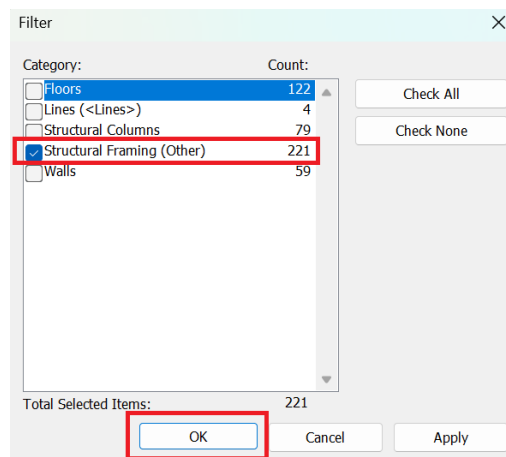 Filter
Category: Count:
Floors 122
Lines (<Lines>) 4
Structural Columns 79
Structural Framing (Other) 221
Walls 59
Check All
Check None
Total Selected Items: 221
OK Cancel Apply